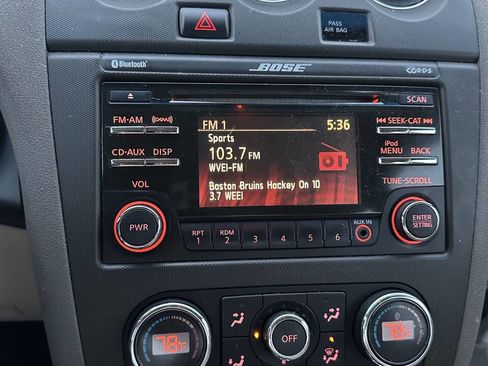 PASS
AIR BAG
Bluetooth
BOSE
R·D·S
SCAN
FM·AM
SEEK·CAT
CD·AUX
DISP
iPod
MENU
BACK
FM 1
5:36
Sports
103.7 FM
WVEI-FM
Boston Bruins Hockey On 10
3.7 WEEI
VOL
TUNE·SCROLL
PWR
ENTER
SETTING
AUX IN
RPT
1
RDM
2
3
4
5
6
78°F
OFF